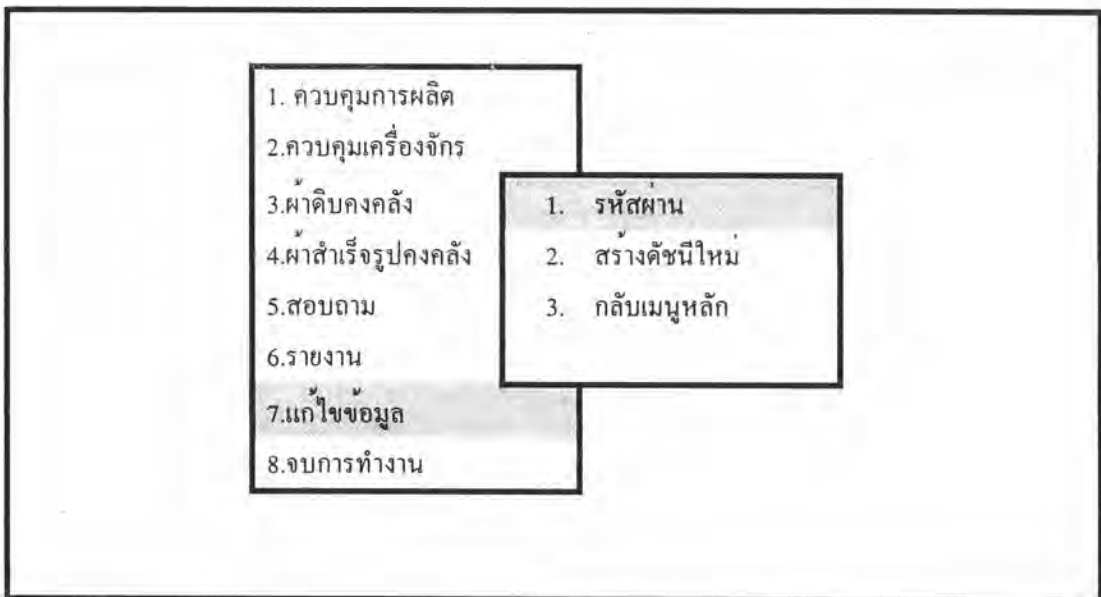 1. ควบคุมการผลิต
2.ควบคุมเครื่องจักร
3.ผ้าดิบคงคลัง
4.ผ้าสำเร็จรูปคงคลัง
5.สอบถาม
6.รายงาน
7.แก้ไขข้อมูล
8.จบการทำงาน
1. รหัสผ่าน
2. สร้างดัชนีใหม่
3. กลับเมนูหลัก